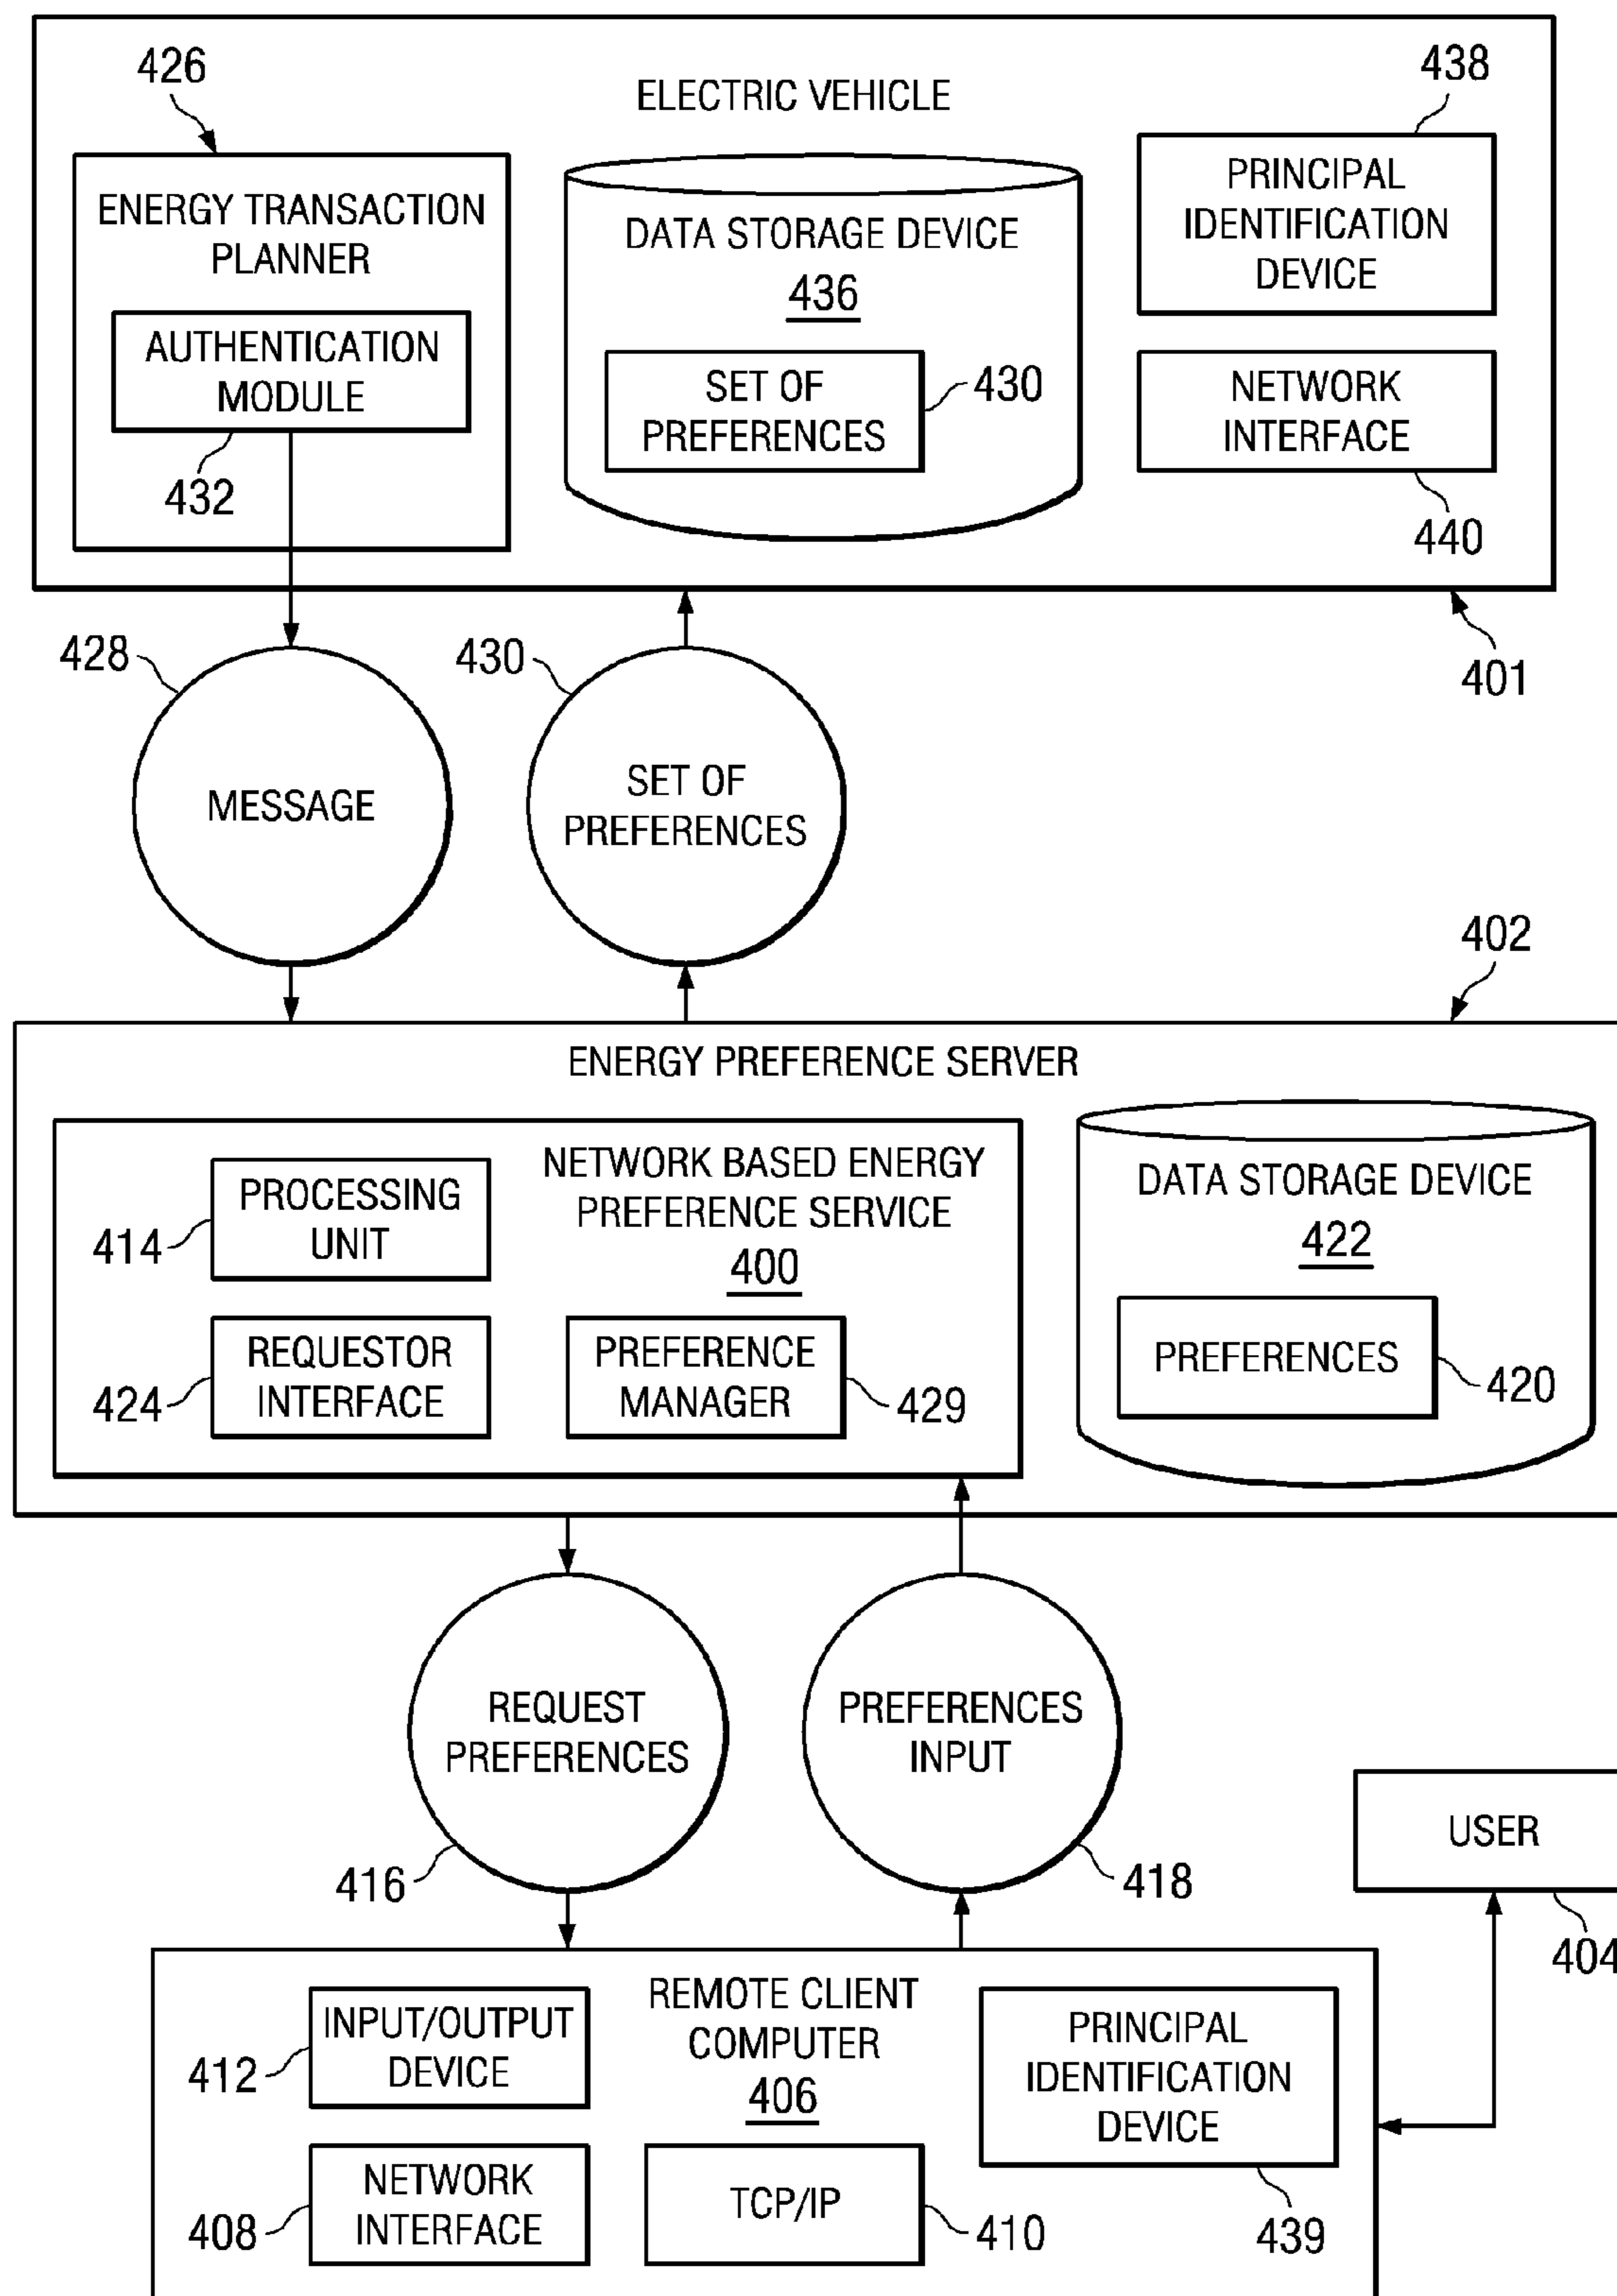 426
ELECTRIC VEHICLE
438
ENERGY TRANSACTION
PLANNER
AUTHENTICATION
MODULE
432
DATA STORAGE DEVICE
436
SET OF
PREFERENCES
430
PRINCIPAL
IDENTIFICATION
DEVICE
NETWORK
INTERFACE
440
401
428
MESSAGE
430
SET OF
PREFERENCES
402
ENERGY PREFERENCE SERVER
NETWORK BASED ENERGY
PREFERENCE SERVICE
400
PROCESSING
UNIT
414
REQUESTOR
INTERFACE
424
PREFERENCE
MANAGER
429
DATA STORAGE DEVICE
422
PREFERENCES
420
REQUEST
PREFERENCES
416
PREFERENCES
INPUT
418
USER
404
REMOTE CLIENT
COMPUTER
406
INPUT/OUTPUT
DEVICE
412
NETWORK
INTERFACE
408
TCP/IP
410
PRINCIPAL
IDENTIFICATION
DEVICE
439